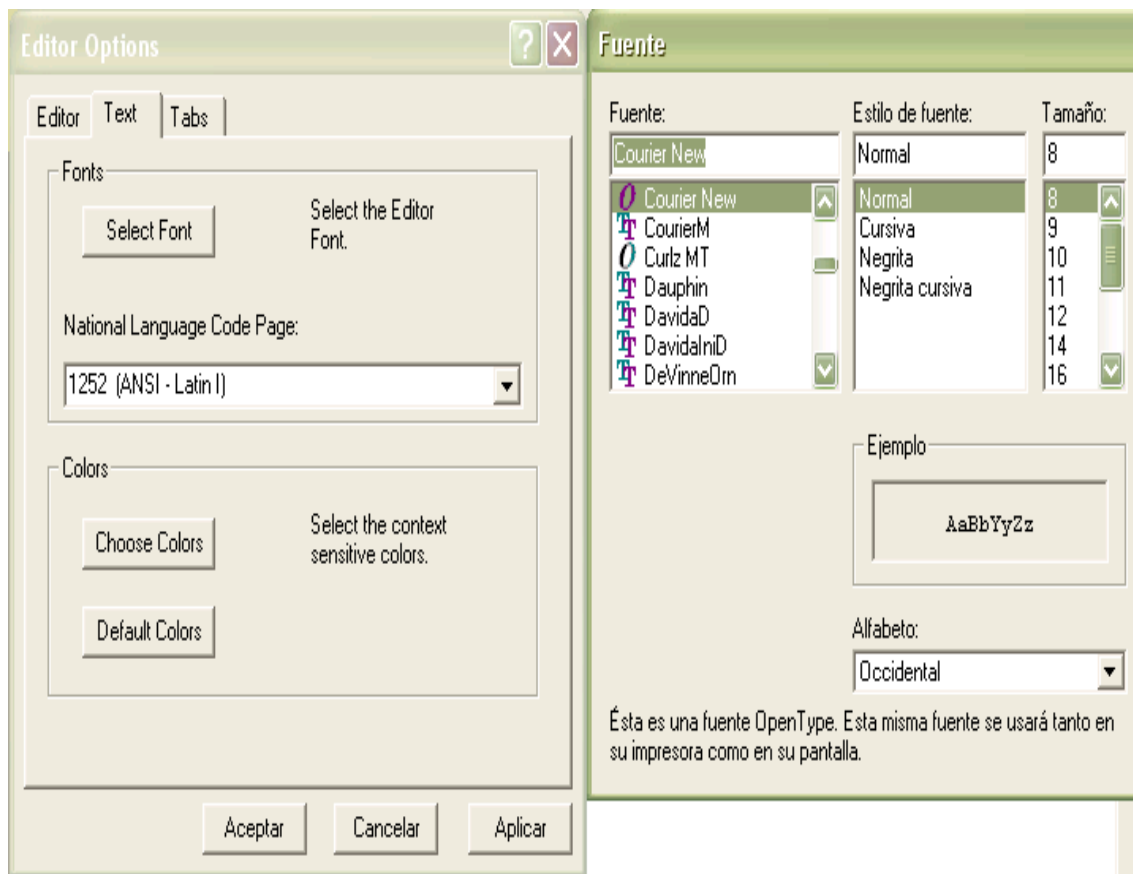 Editor Options
Editor Text Tabs
Fonts
Select Font
Select the Editor
Font.
National Language Code Page:
1252 (ANSI - Latin I)
Colors
Choose Colors
Select the context
sensitive colors.
Default Colors
Aceptar Cancelar Aplicar
Fuente
Fuente: Estilo de fuente: Tamaño:
Courier New Normal 8
Courier New Normal 8
CourierM Cursiva 9
Curlz MT Negrita 10
Dauphin Negrita cursiva 11
DavidaD 12
DavidaIniD 14
DeVinneOrn 16
Ejemplo
AaBbYyZz
Alfabeto:
Occidental
Ésta es una fuente OpenType. Esta misma fuente se usará tanto en
su impresora como en su pantalla.